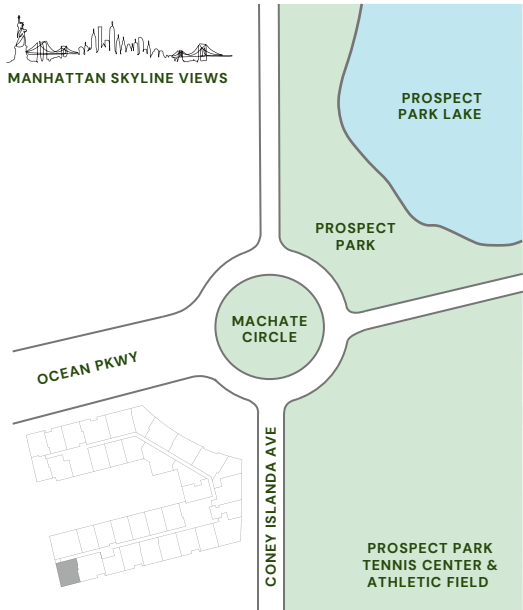 MANHATTAN SKYLINE VIEWS
PROSPECT
PARK LAKE
PROSPECT
PARK
MACHATE
CIRCLE
OCEAN PKWY
CONEY ISLANDA AVE
PROSPECT PARK
TENNIS CENTER &
ATHLETIC FIELD